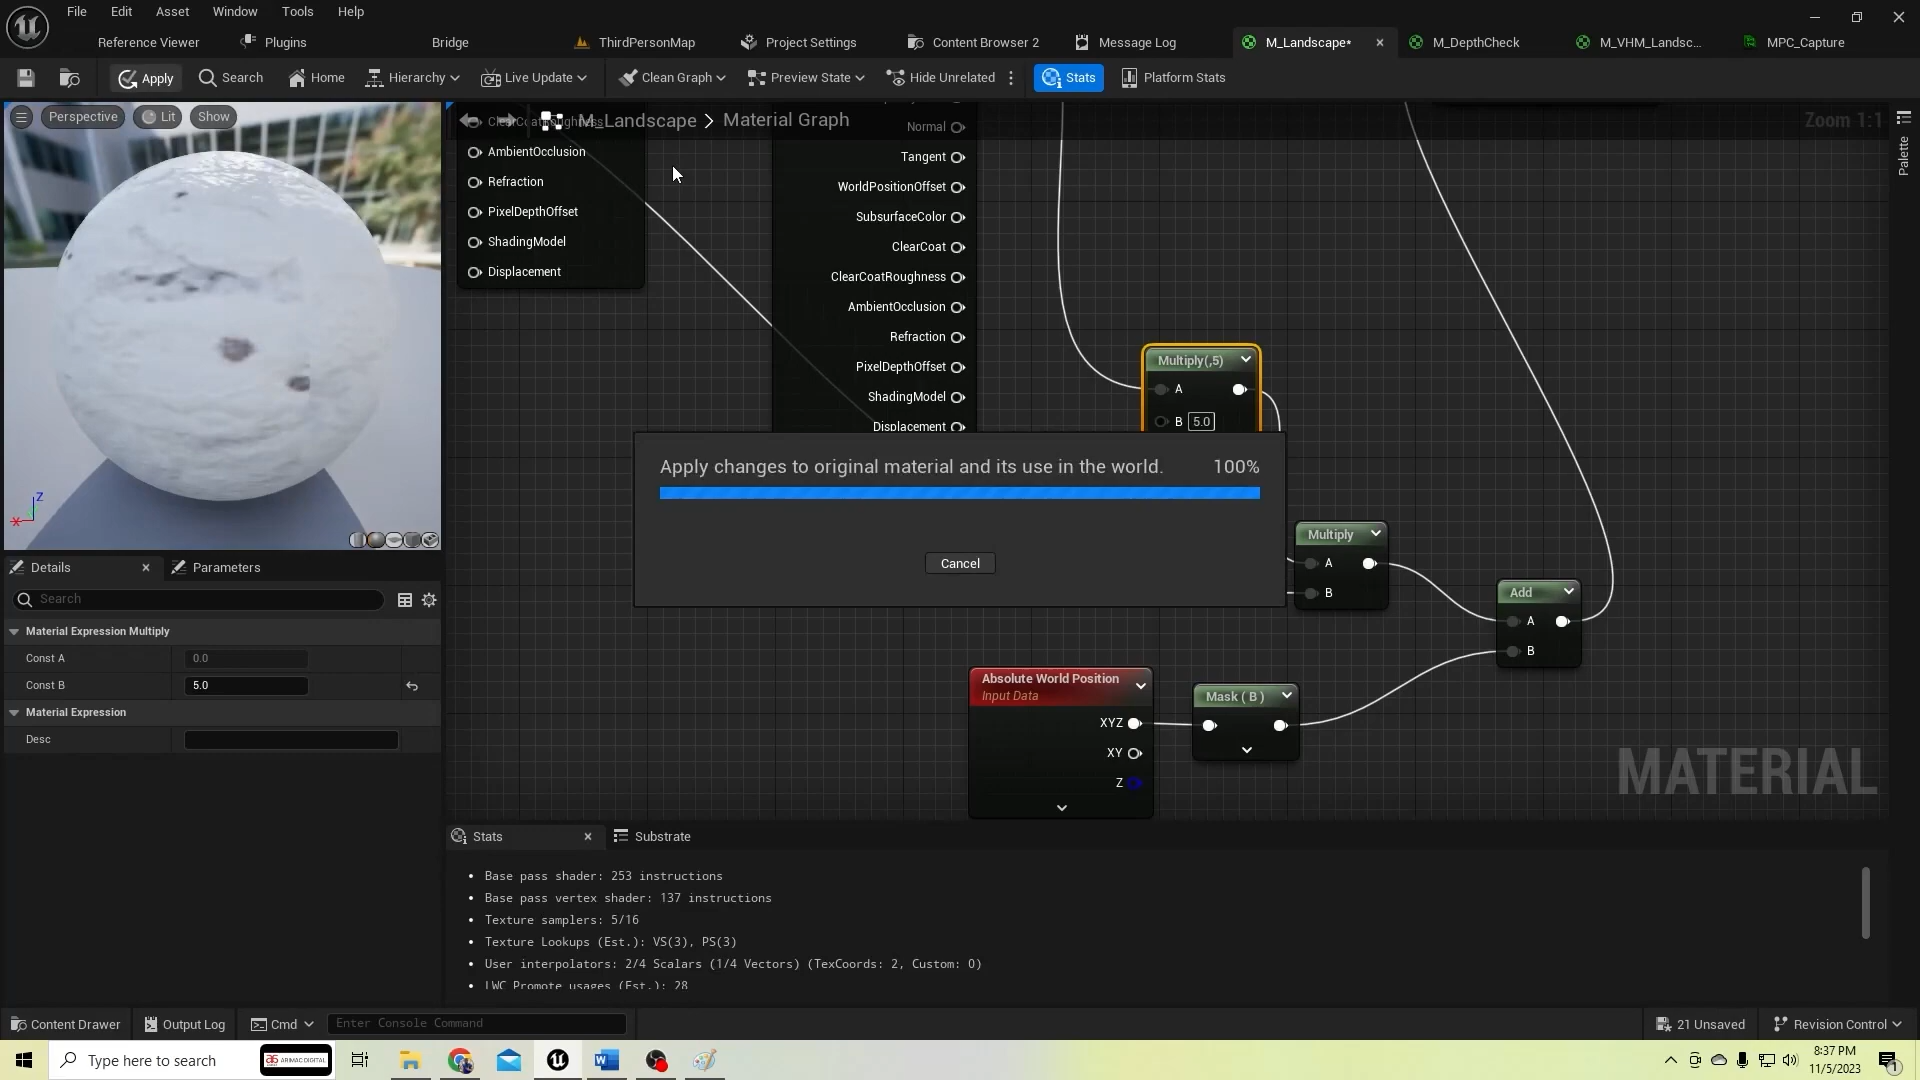 File Edit Asset Window Tools Help
Reference Viewer Plugins Bridge ThirdPersonMap Project Settings Content Browser 2 Message Log M_Landscape* M_DepthCheck M_VHM_Landsc... MPC_Capture
Apply Search Home Hierarchy Live Update Clean Graph Preview State Hide Unrelated Stats Platform Stats
Perspective Lit Show
M_Landscape > Material Graph
Zoom 1:1
Palette
AmbientOcclusion
Refraction
PixelDepthOffset
ShadingModel
Displacement
Normal
Tangent
WorldPositionOffset
SubsurfaceColor
ClearCoat
ClearCoatRoughness
AmbientOcclusion
Refraction
PixelDepthOffset
ShadingModel
Displacement
Multiply(,5)
A
B 5.0
Apply changes to original material and its use in the world. 100%
Cancel
Multiply
A
B
Add
A
B
Absolute World Position
Input Data
XYZ
XY
Z
Mask ( B )
MATERIAL
Z
X
Details Parameters
Search
Material Expression Multiply
Const A 0.0
Const B 5.0
Material Expression
Desc
Stats Substrate
• Base pass shader: 253 instructions
• Base pass vertex shader: 137 instructions
• Texture samplers: 5/16
• Texture Lookups (Est.): VS(3), PS(3)
• User interpolators: 2/4 Scalars (1/4 Vectors) (TexCoords: 2, Custom: 0)
• LWC Promote usages (Est.): 28
Content Drawer Output Log Cmd Enter Console Command 21 Unsaved Revision Control
Type here to search ARIMAC DIGITAL
8:37 PM
11/5/2023
1